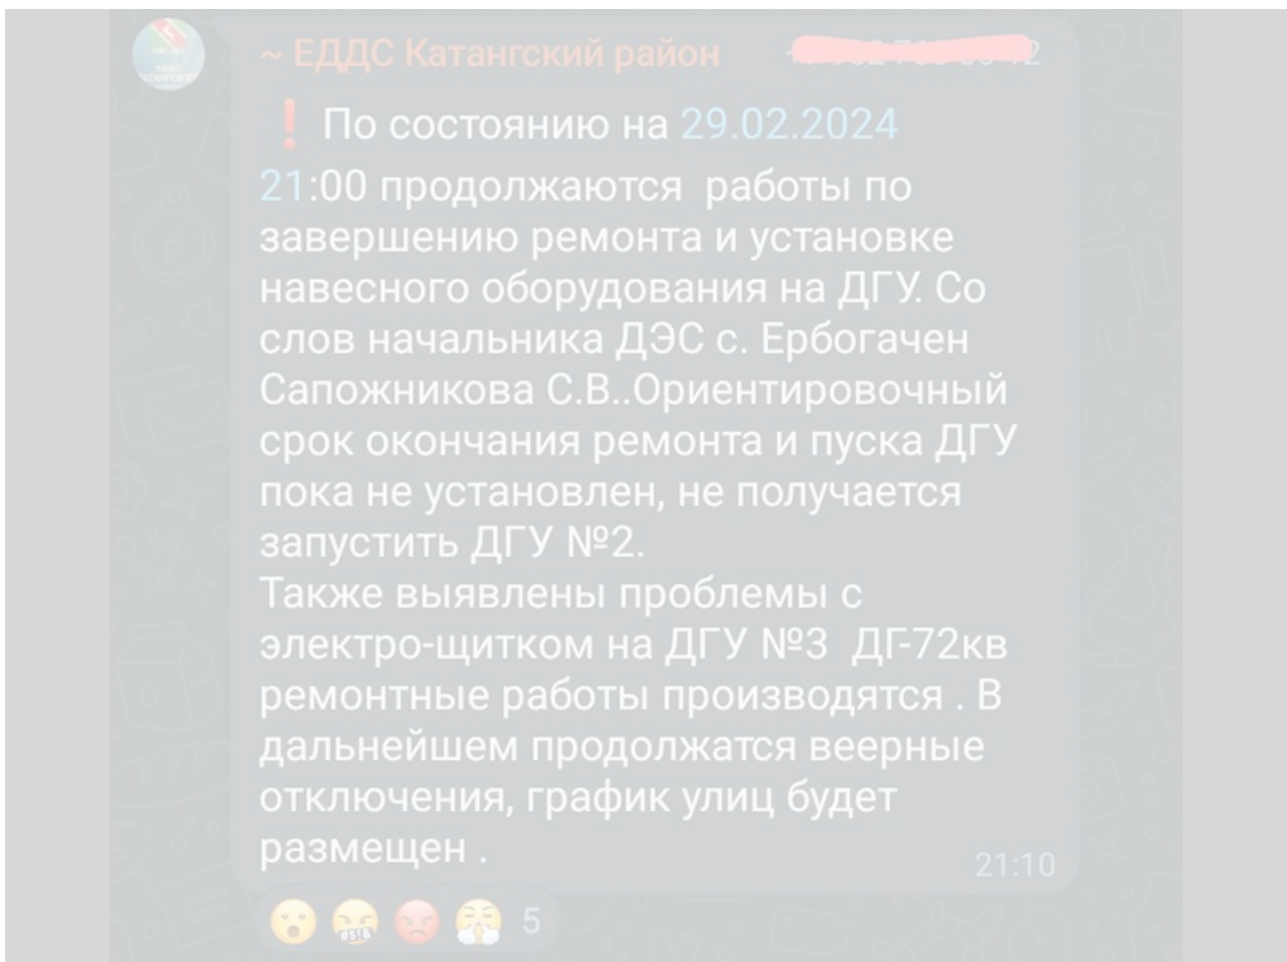 ~ ЕДДС Катангский район
❗ По состоянию на 29.02.2024
21:00 продолжаются  работы по
завершению ремонта и установке
навесного оборудования на ДГУ. Со
слов начальника ДЭС с. Ербогачен
Сапожникова С.В..Ориентировочный
срок окончания ремонта и пуска ДГУ
пока не установлен, не получается
запустить ДГУ №2.
Также выявлены проблемы с
электро-щитком на ДГУ №3  ДГ-72кв
ремонтные работы производятся . В
дальнейшем продолжатся веерные
отключения, график улиц будет
размещен .
21:10
5